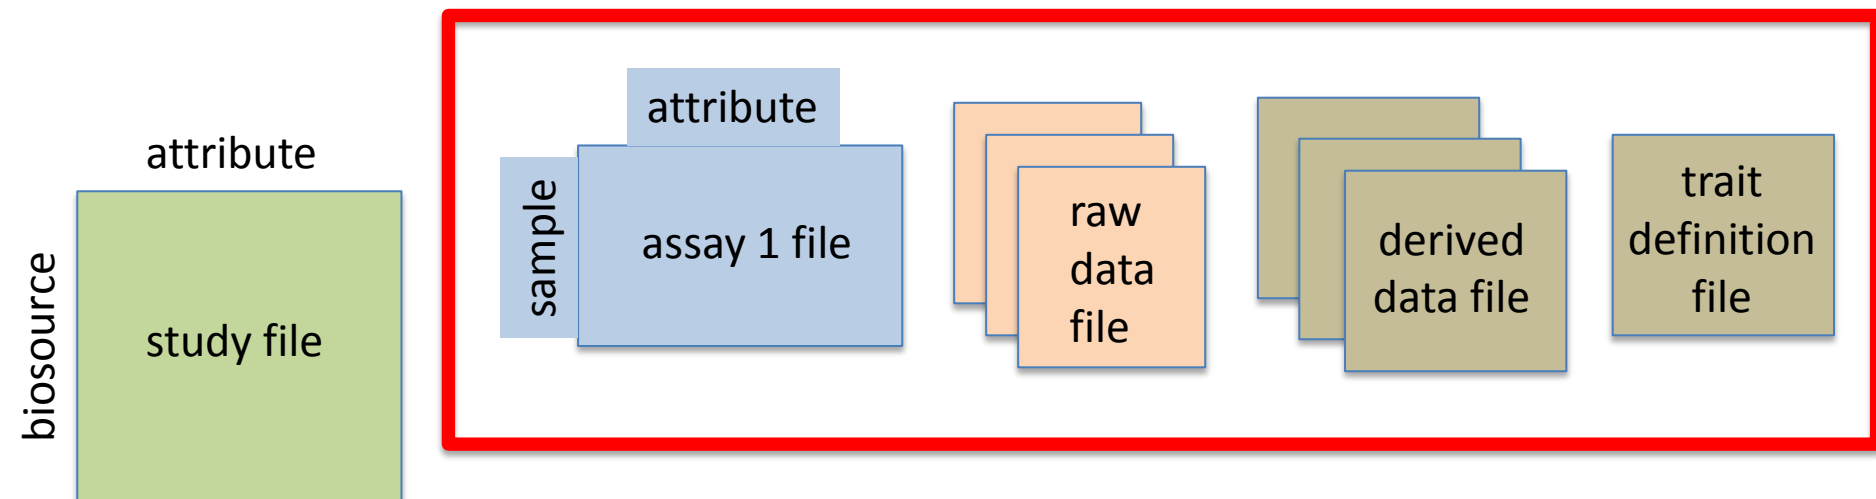 attribute
biosource
study file
attribute
sample
assay 1 file
raw
data
file
derived
data file
trait
definition
file